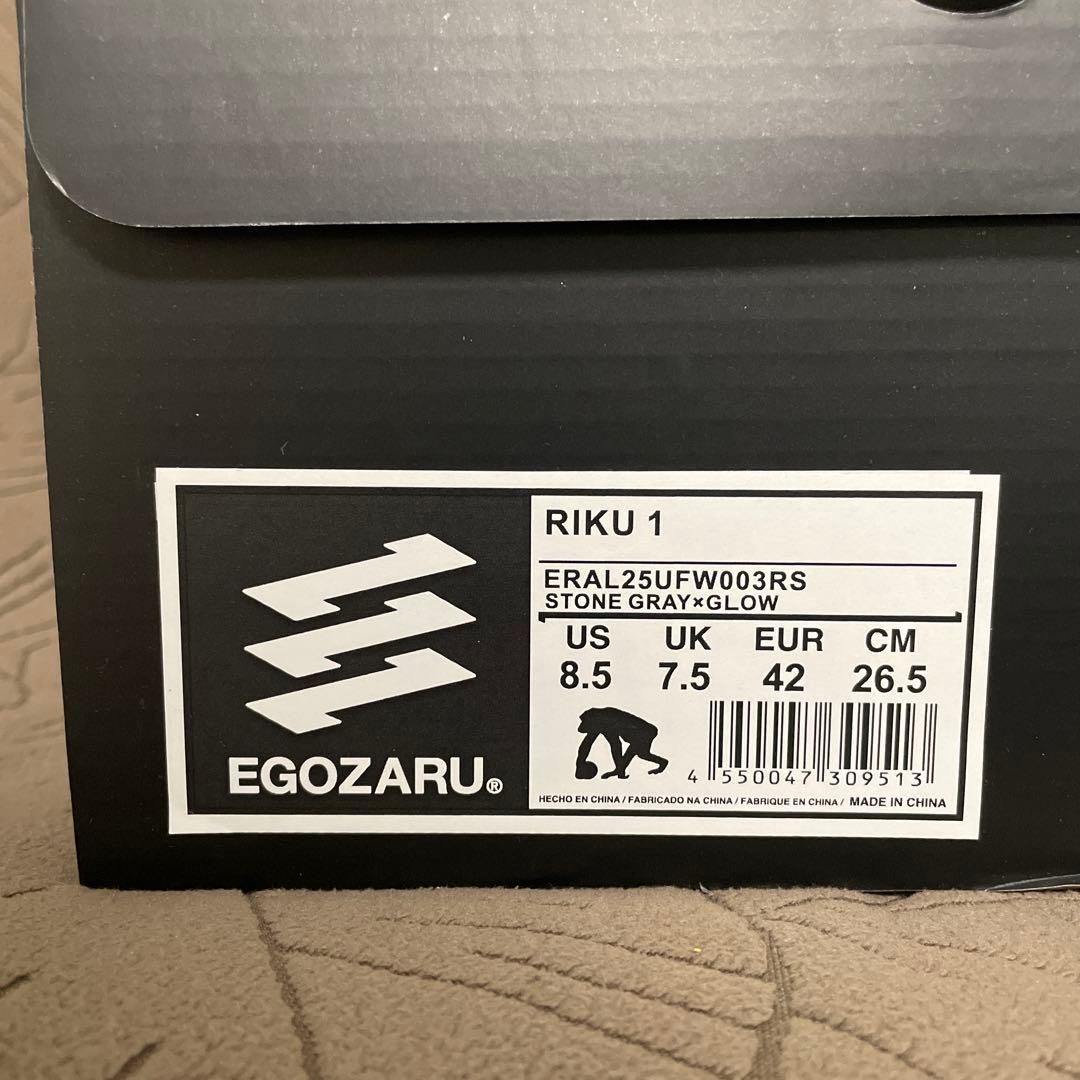 RIKU 1
ERAL25UFW003RS
STONE GRAY×GLOW
US UK EUR CM
8.5 7.5 42 26.5
4 550047 309513
HECHO EN CHINA / FABRICADO NA CHINA / FABRIQUE EN CHINA / MADE IN CHINA
EGOZARU®